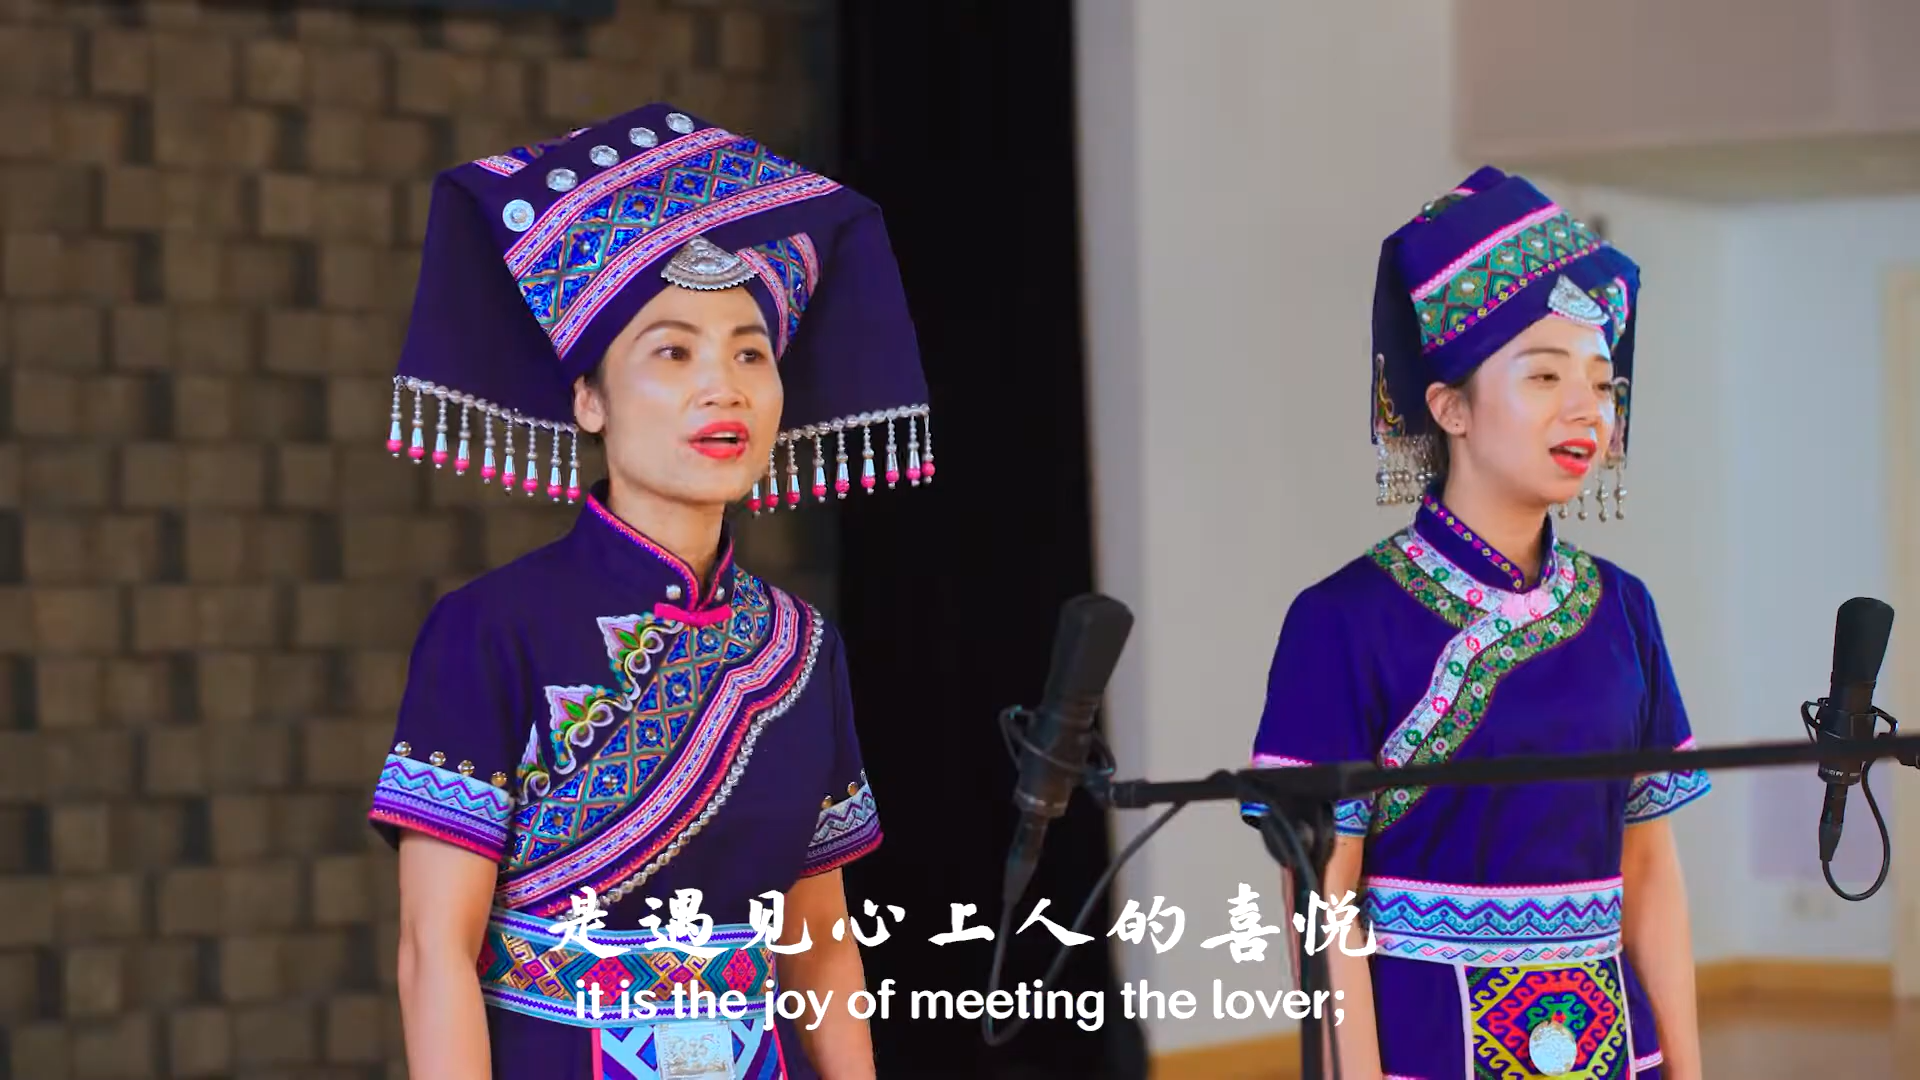 是遇见心上人的喜悦
it is the joy of meeting the lover;